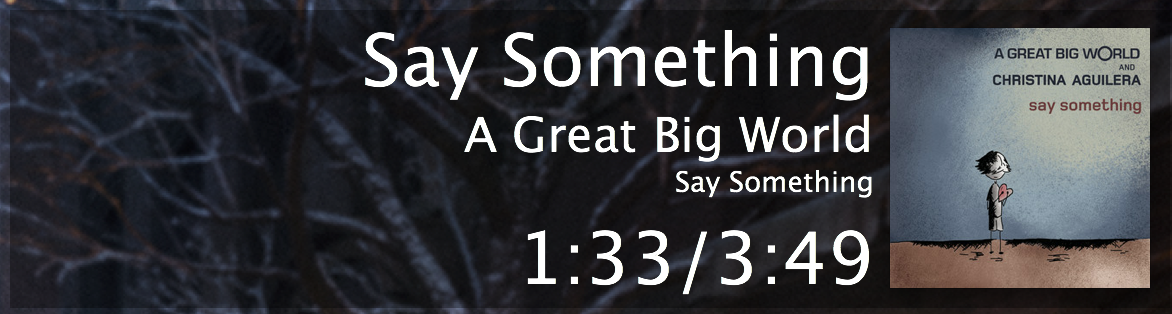 Say Something
A Great Big World
Say Something
1:33/3:49
A GREAT BIG WORLD
AND
CHRISTINA AGUILERA
say something